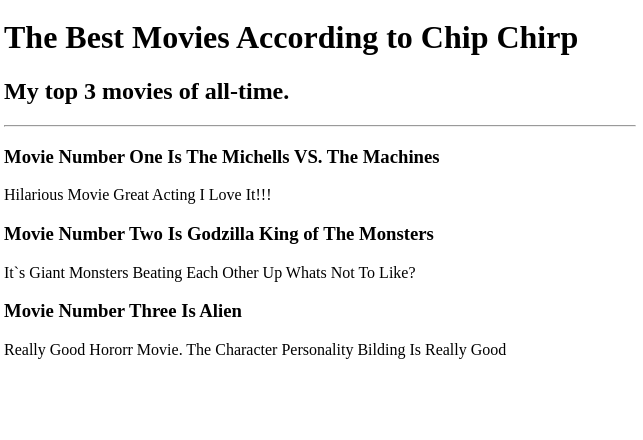 The Best Movies According to Chip Chirp
My top 3 movies of all-time.
Movie Number One Is The Michells VS. The Machines
Hilarious Movie Great Acting I Love It!!!
Movie Number Two Is Godzilla King of The Monsters
It`s Giant Monsters Beating Each Other Up Whats Not To Like?
Movie Number Three Is Alien
Really Good Hororr Movie. The Character Personality Bilding Is Really Good